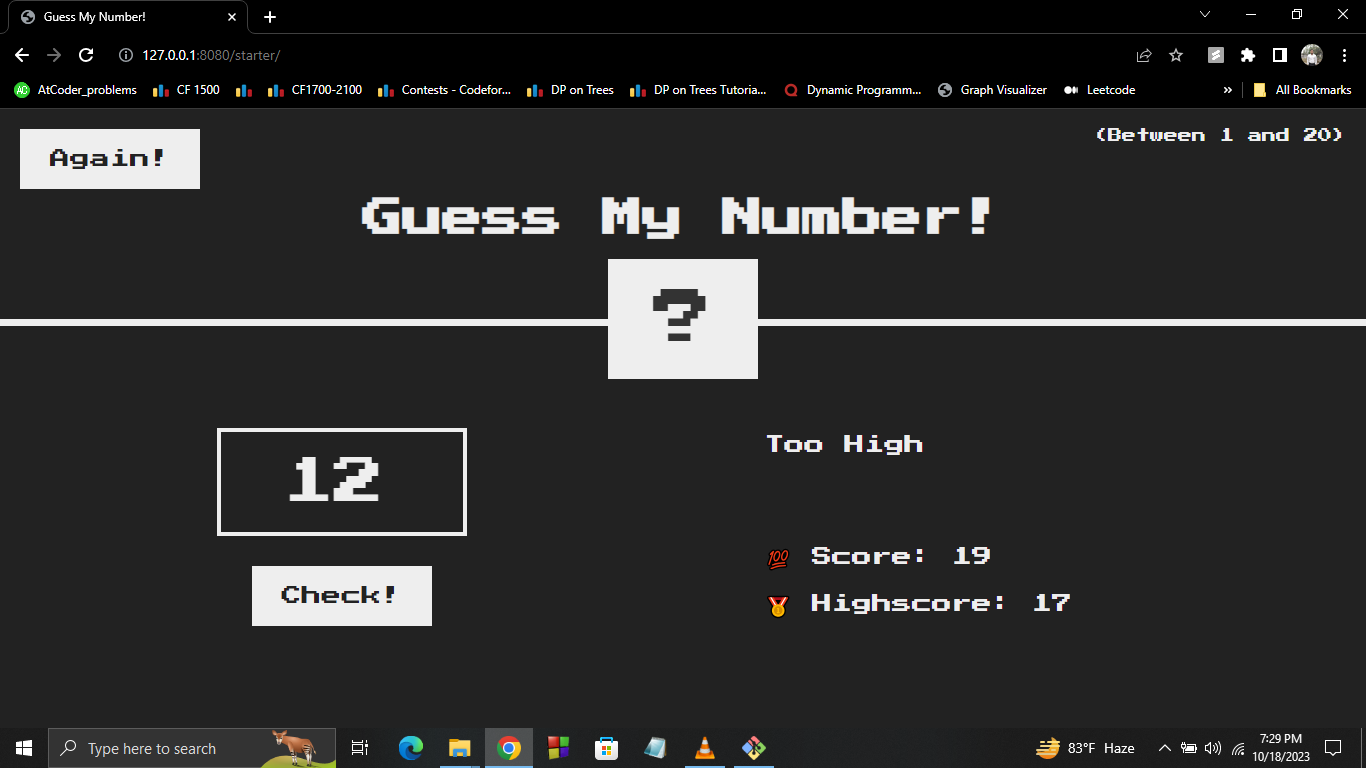 Guess My Number!
127.0.0.1:8080/starter/
AtCoder_problems CF 1500 CF1700-2100 Contests - Codefor... DP on Trees DP on Trees Tutoria... Dynamic Programm... Graph Visualizer Leetcode » All Bookmarks
Again!
(Between 1 and 20)
Guess My Number!
?
12
Too High
Check!
💯 Score: 19
🥇 Highscore: 17
Type here to search
83°F Haze
7:29 PM
10/18/2023